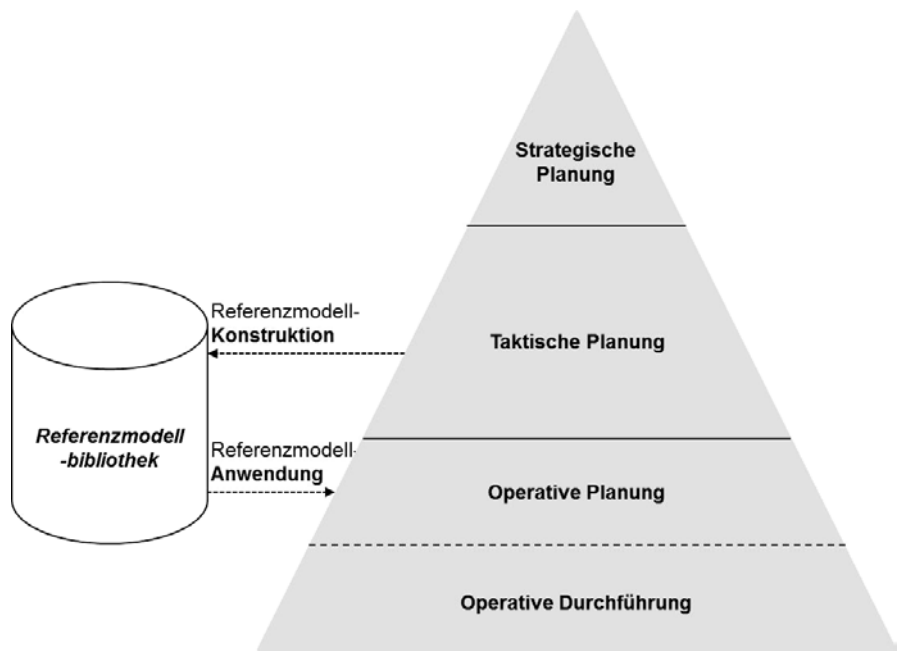 Strategische
Planung
Referenzmodell-
Konstruktion
Taktische Planung
Referenzmodell
-bibliothek
Referenzmodell-
Anwendung
Operative Planung
Operative Durchführung